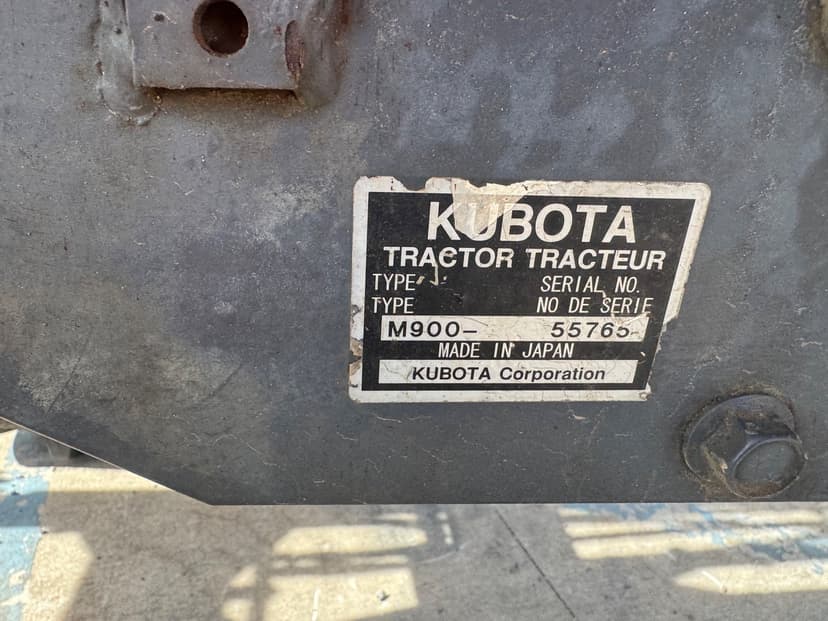 KUBOTA
TRACTOR TRACTEUR
TYPE SERIAL NO.
TYPE NO DE SERIE
M900- 55765
MADE IN JAPAN
KUBOTA Corporation